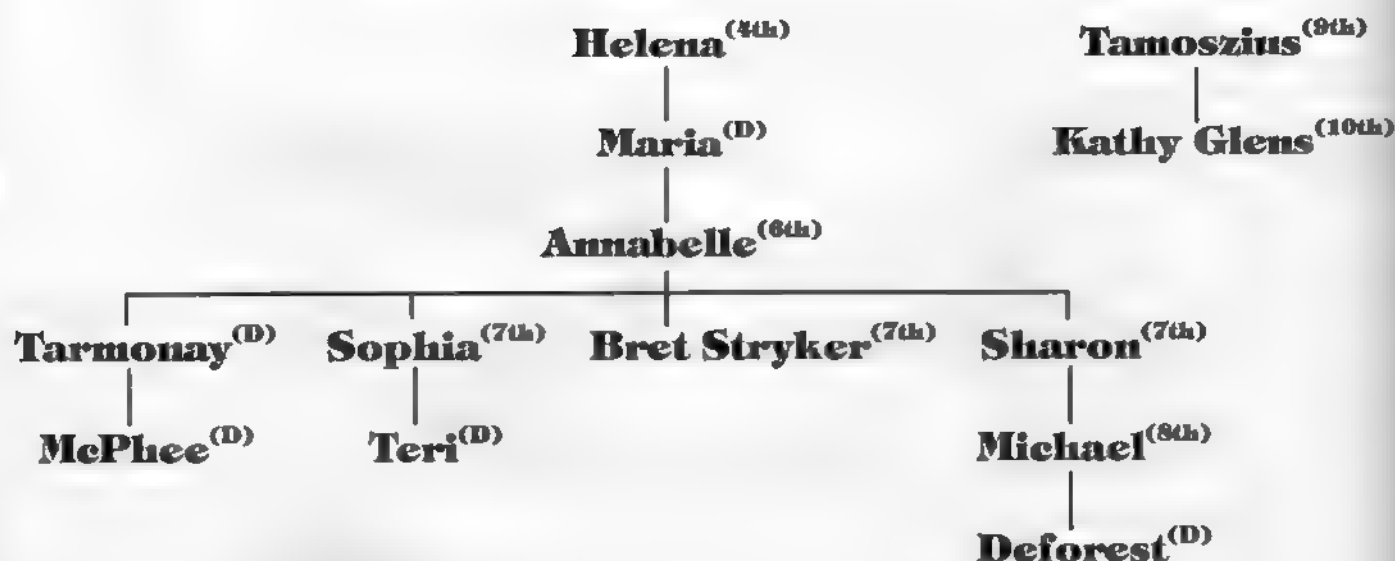 Helena(4th) Tamoszius(9th)
Maria(D) Kathy Glens(10th)
Annabelle(6th)
Tarmonay(D) Sophia(7th) Bret Stryker(7th) Sharon(7th)
McPhee(D) Teri(D) Michael(8th)
Deforest(D)